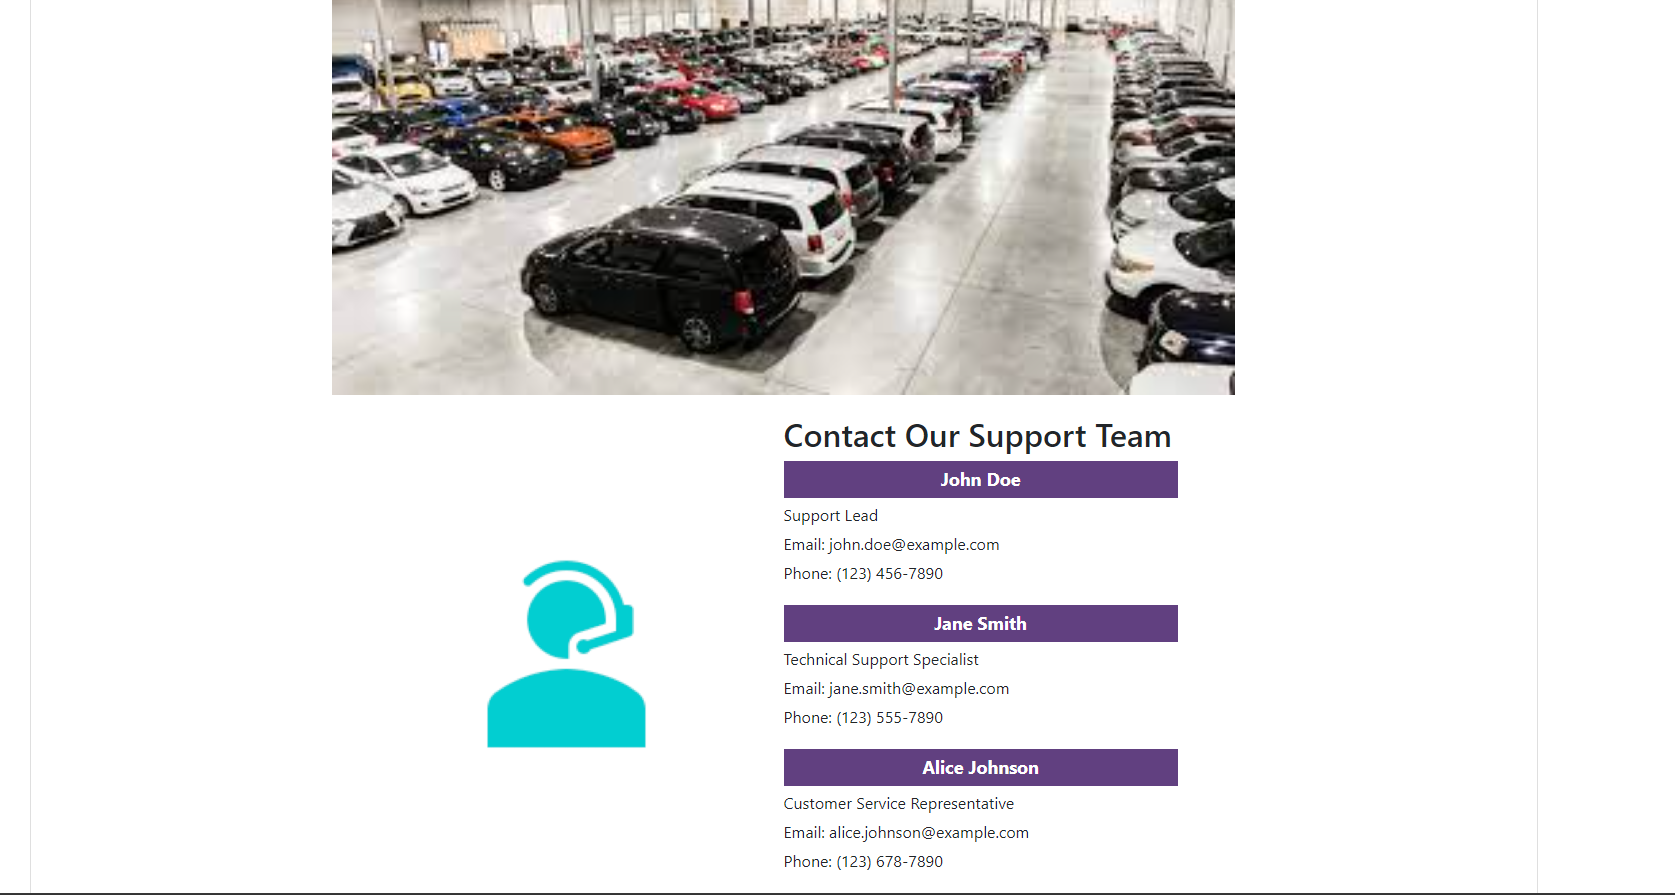 Contact Our Support Team
John Doe
Support Lead
Email: john.doe@example.com
Phone: (123) 456-7890
Jane Smith
Technical Support Specialist
Email: jane.smith@example.com
Phone: (123) 555-7890
Alice Johnson
Customer Service Representative
Email: alice.johnson@example.com
Phone: (123) 678-7890